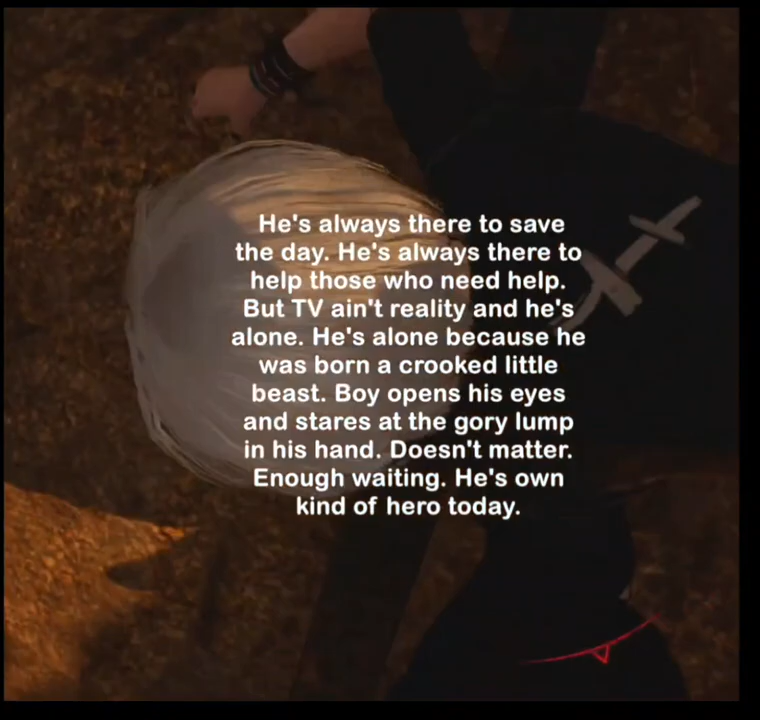 He's always there to save
the day. He's always there to
help those who need help.
But TV ain't reality and he's
alone. He's alone because he
was born a crooked little
beast. Boy opens his eyes
and stares at the gory lump
in his hand. Doesn't matter.
Enough waiting. He's own
kind of hero today.